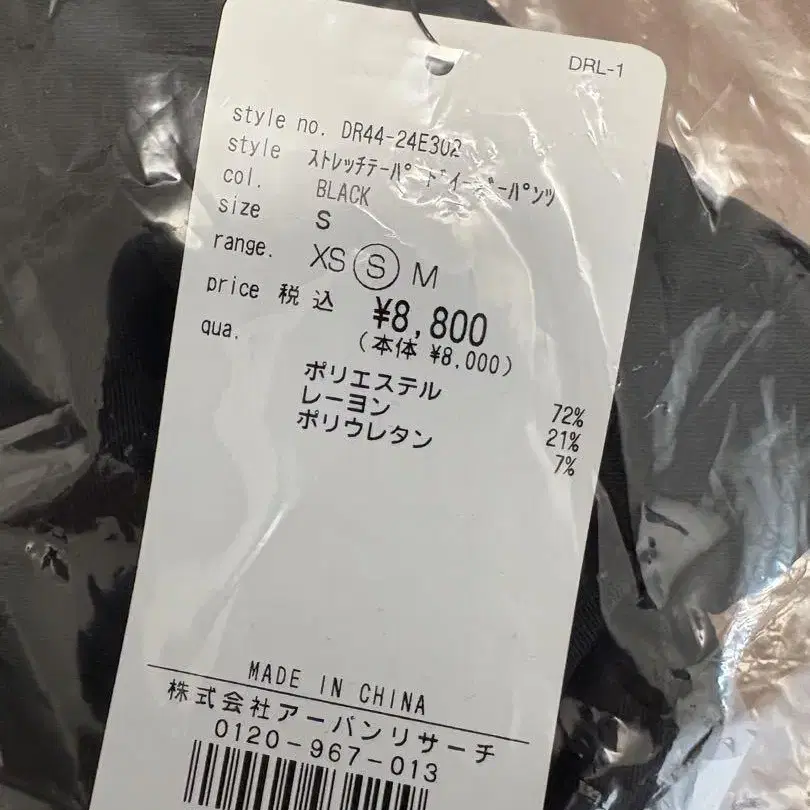 DRL-1
style no. DR44-24E302
style ストレッチテーパードイージーパンツ
col. BLACK
size S
range. XS S M
price 税込 ¥8,800
(本体 ¥8,000)
qua.
ポリエステル 72%
レーヨン 21%
ポリウレタン 7%
MADE IN CHINA
株式会社アーバンリサーチ
0120-967-013